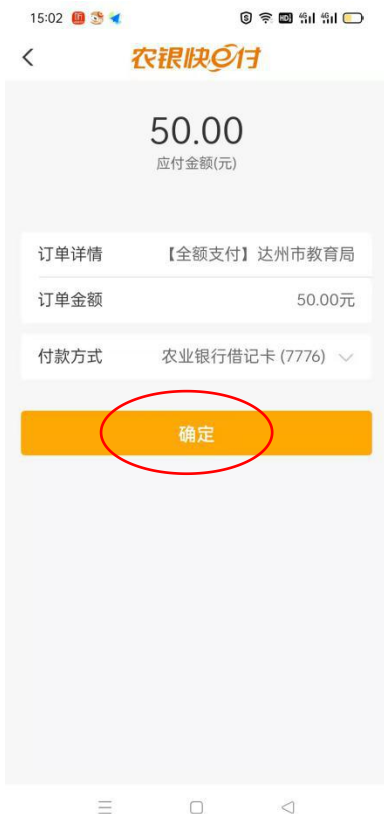 15:02
农银快e付
50.00
应付金额(元)
订单详情 【全额支付】达州市教育局
订单金额 50.00元
付款方式 农业银行借记卡 (7776)
确定